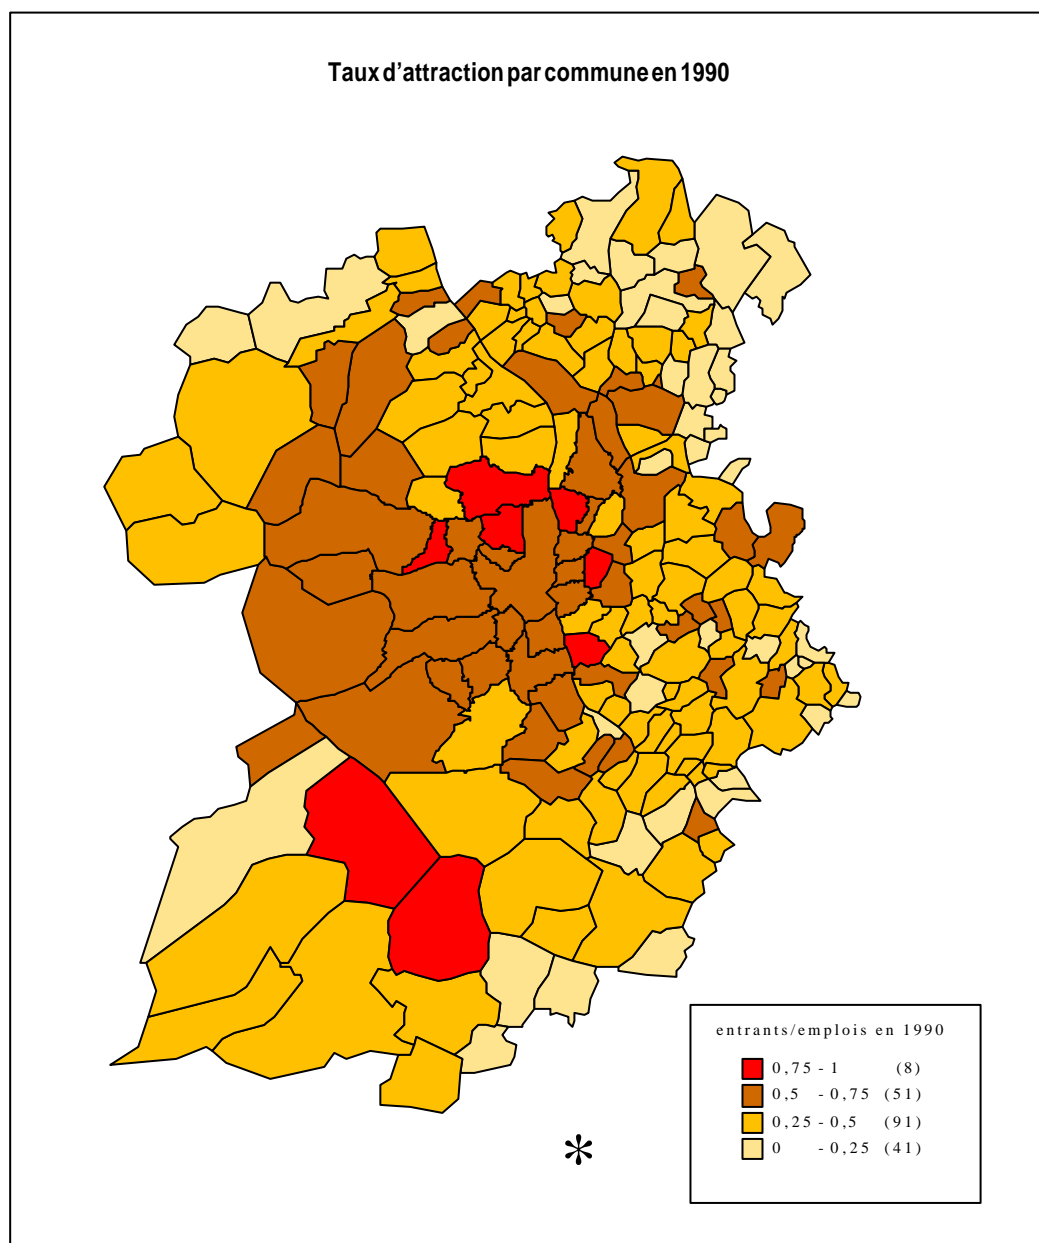 Taux d'attraction par commune en 1990
entrants/emplois en 1990
0,75 - 1 (8)
0,5 - 0,75 (51)
0,25 - 0,5 (91)
0 - 0,25 (41)
*